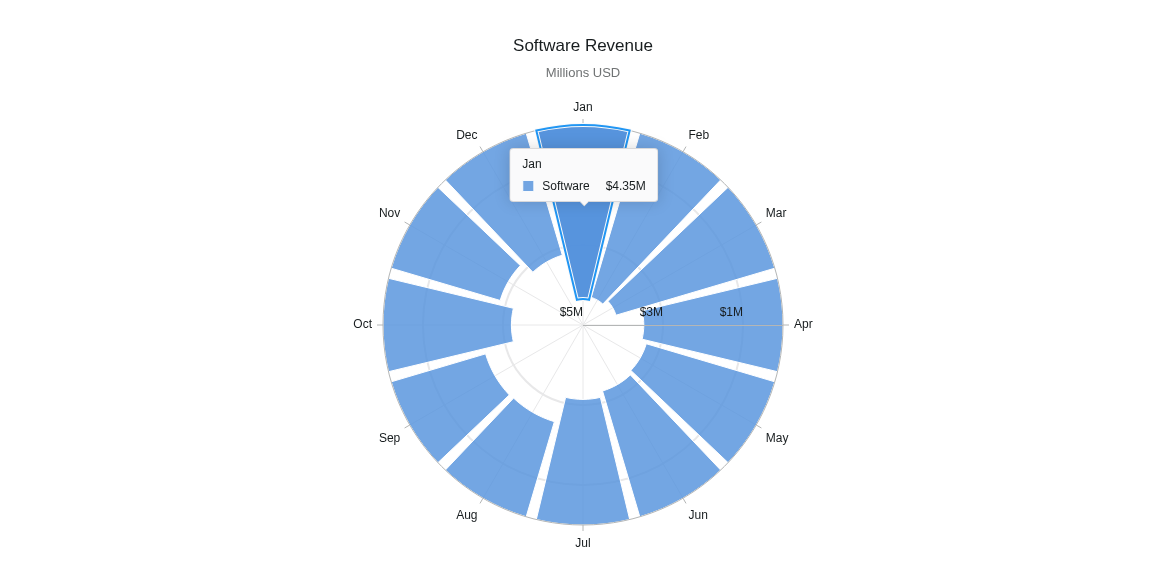 Software Revenue
Millions USD
Jan
Dec
Feb
Jan
Software $4.35M
Nov
Mar
$5M $3M $1M
Oct
Apr
Sep
May
Aug
Jun
Jul